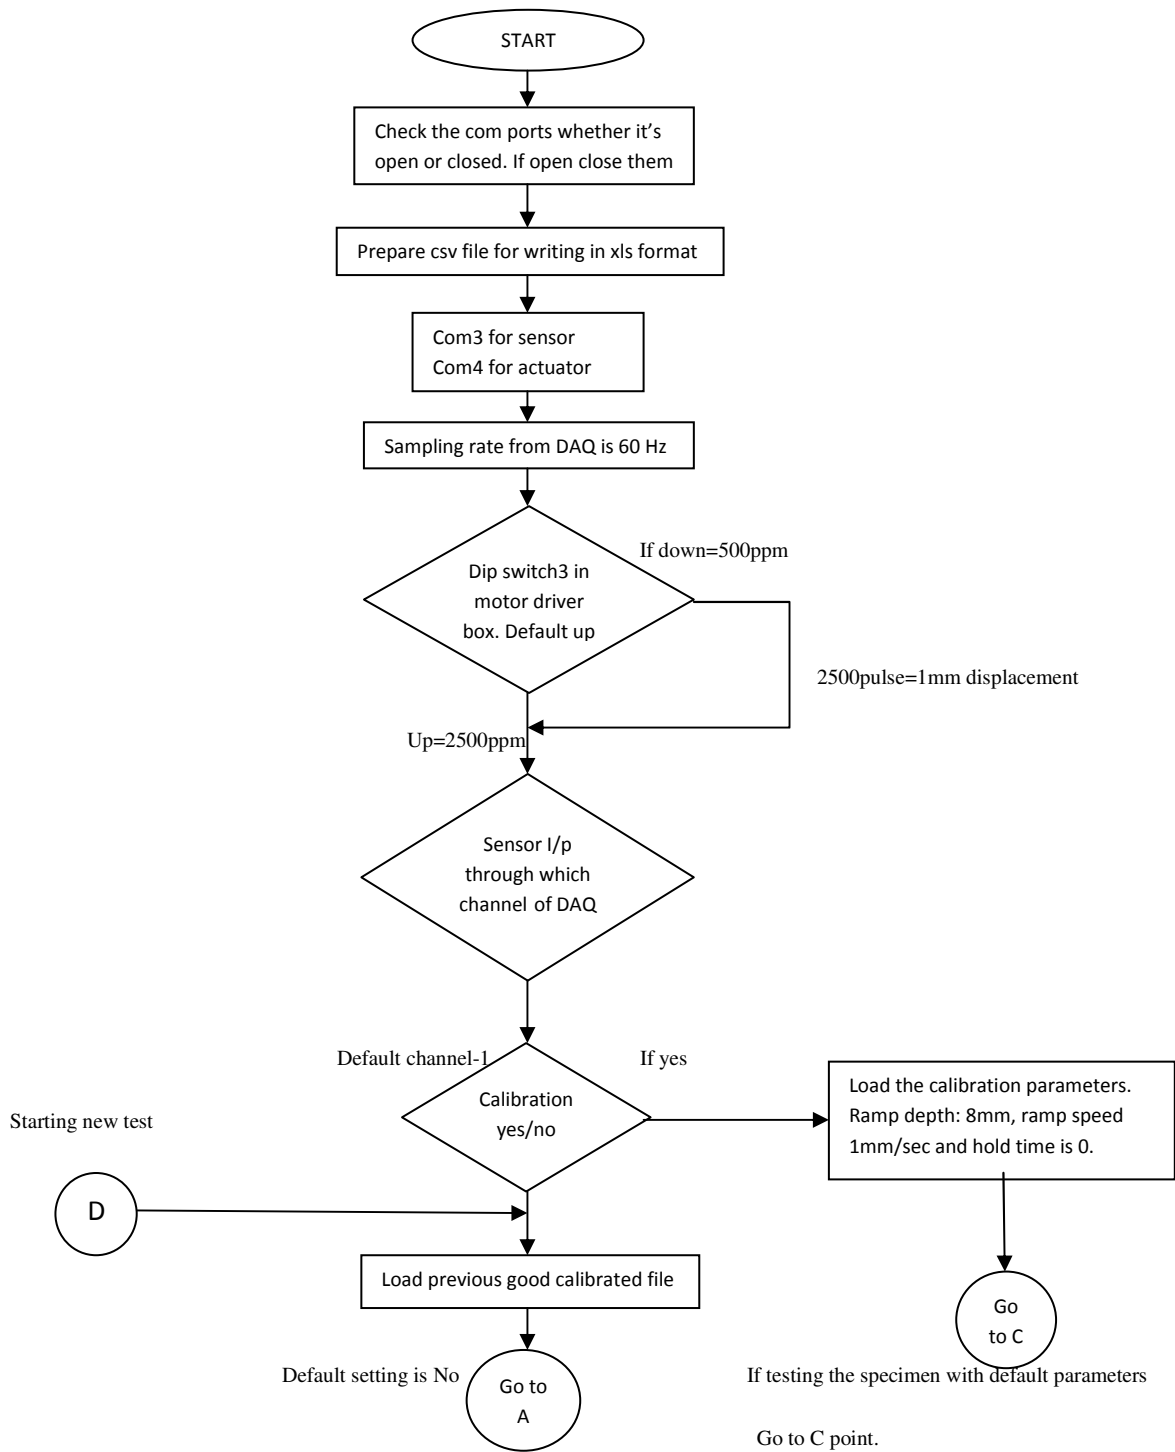 START
Check the com ports whether it’s
open or closed. If open close them
Prepare csv file for writing in xls format
Com3 for sensor
Com4 for actuator
Sampling rate from DAQ is 60 Hz
If down=500ppm
Dip switch3 in
motor driver
box. Default up
2500pulse=1mm displacement
Up=2500ppm
Sensor I/p
through which
channel of DAQ
Default channel-1
If yes
Calibration
yes/no
Load the calibration parameters.
Ramp depth: 8mm, ramp speed
1mm/sec and hold time is 0.
Starting new test
D
Load previous good calibrated file
Go
to C
Default setting is No
Go to
A
If testing the specimen with default parameters
Go to C point.